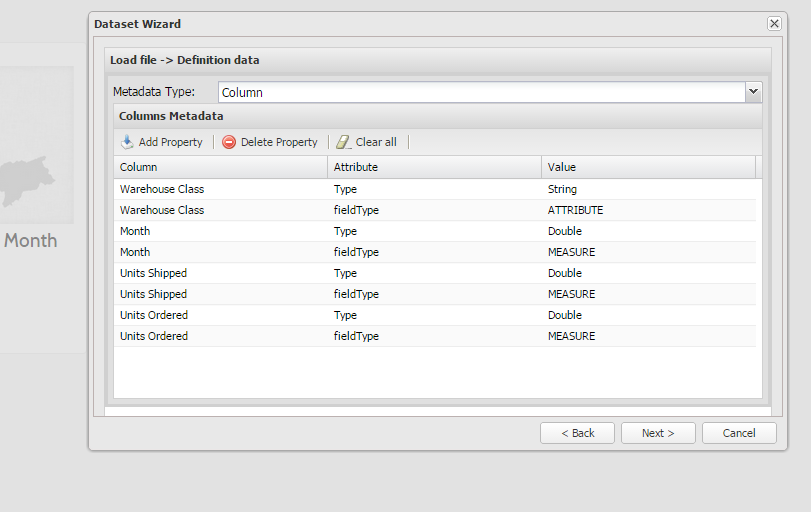 Dataset Wizard
Load file -> Definition data
Metadata Type: Column
Columns Metadata
Add Property Delete Property Clear all
Column Attribute Value
Warehouse Class Type String
Warehouse Class fieldType ATTRIBUTE
Month Type Double
Month fieldType MEASURE
Units Shipped Type Double
Units Shipped fieldType MEASURE
Units Ordered Type Double
Units Ordered fieldType MEASURE
< Back Next > Cancel
Month